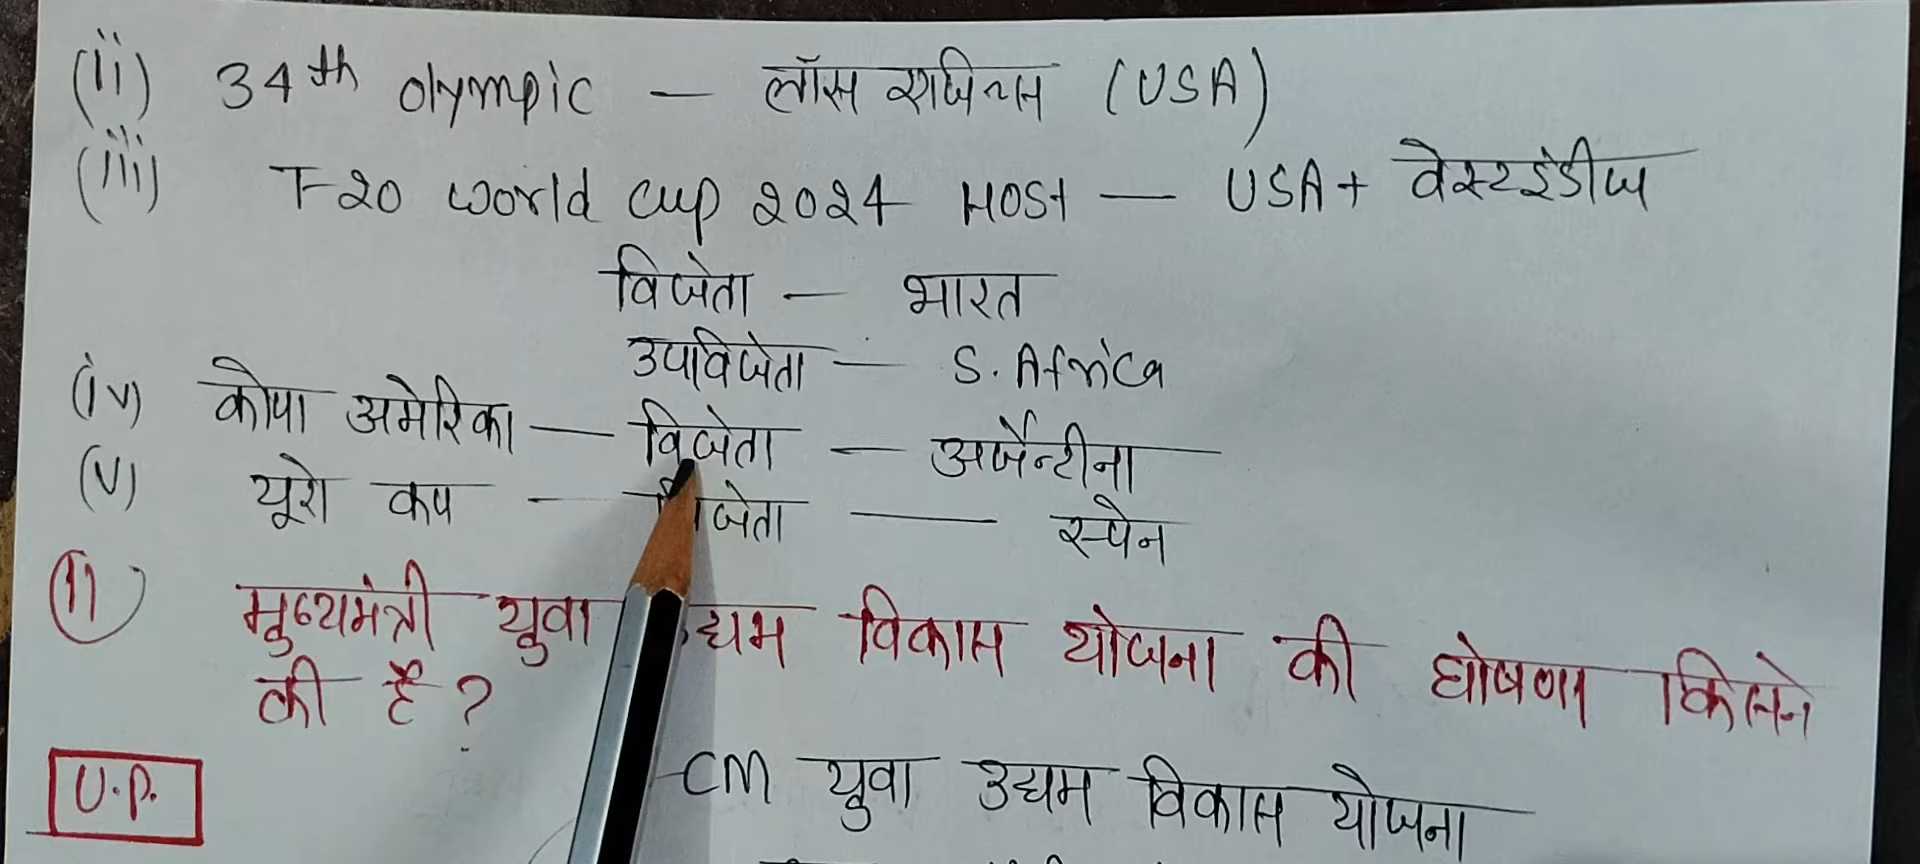 (ii) 34th olympic — लॉस एंजिल्स (USA)
(iii) T-20 World Cup 2024 Host — USA + वेस्टइंडीज
विजेता — भारत
उपविजेता — S. Africa
(iv) कोपा अमेरिका — विजेता — अर्जेन्टीना
(v) यूरो कप — विजेता — स्पेन
11 मुख्यमंत्री युवा उद्यम विकास योजना की घोषणा किसने
की है?
U.P.
CM युवा उद्यम विकास योजना